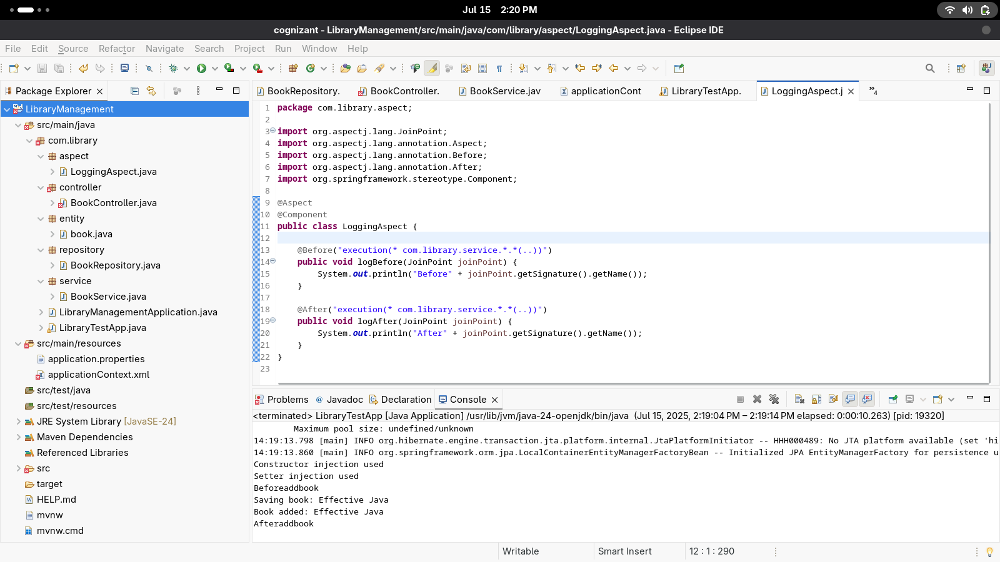 Jul 15 2:20 PM
cognizant - LibraryManagement/src/main/java/com/library/aspect/LoggingAspect.java - Eclipse IDE
File Edit Source Refactor Navigate Search Project Run Window Help
Package Explorer
LibraryManagement
src/main/java
com.library
aspect
LoggingAspect.java
controller
BookController.java
entity
book.java
repository
BookRepository.java
service
BookService.java
LibraryManagementApplication.java
LibraryTestApp.java
src/main/resources
application.properties
applicationContext.xml
src/test/java
src/test/resources
JRE System Library [JavaSE-24]
Maven Dependencies
Referenced Libraries
src
target
HELP.md
mvnw
mvnw.cmd
BookRepository. BookController. BookService.jav applicationCont LibraryTestApp. LoggingAspect.j 4
1 package com.library.aspect;
2
3 import org.aspectj.lang.JoinPoint;
4 import org.aspectj.lang.annotation.Aspect;
5 import org.aspectj.lang.annotation.Before;
6 import org.aspectj.lang.annotation.After;
7 import org.springframework.stereotype.Component;
8
9 @Aspect
10 @Component
11 public class LoggingAspect {
12
13 @Before("execution(* com.library.service.*.*(..))")
14 public void logBefore(JoinPoint joinPoint) {
15 System.out.println("Before" + joinPoint.getSignature().getName());
16 }
17
18 @After("execution(* com.library.service.*.*(..))")
19 public void logAfter(JoinPoint joinPoint) {
20 System.out.println("After" + joinPoint.getSignature().getName());
21 }
22 }
23
Problems Javadoc Declaration Console
<terminated> LibraryTestApp [Java Application] /usr/lib/jvm/java-24-openjdk/bin/java (Jul 15, 2025, 2:19:04 PM – 2:19:14 PM elapsed: 0:00:10.263) [pid: 19320]
Maximum pool size: undefined/unknown
14:19:13.798 [main] INFO org.hibernate.engine.transaction.jta.platform.internal.JtaPlatformInitiator -- HHH000489: No JTA platform available (set 'hi
14:19:13.860 [main] INFO org.springframework.orm.jpa.LocalContainerEntityManagerFactoryBean -- Initialized JPA EntityManagerFactory for persistence u
Constructor injection used
Setter injection used
Beforeaddbook
Saving book: Effective Java
Book added: Effective Java
Afteraddbook
Writable Smart Insert 12 : 1 : 290